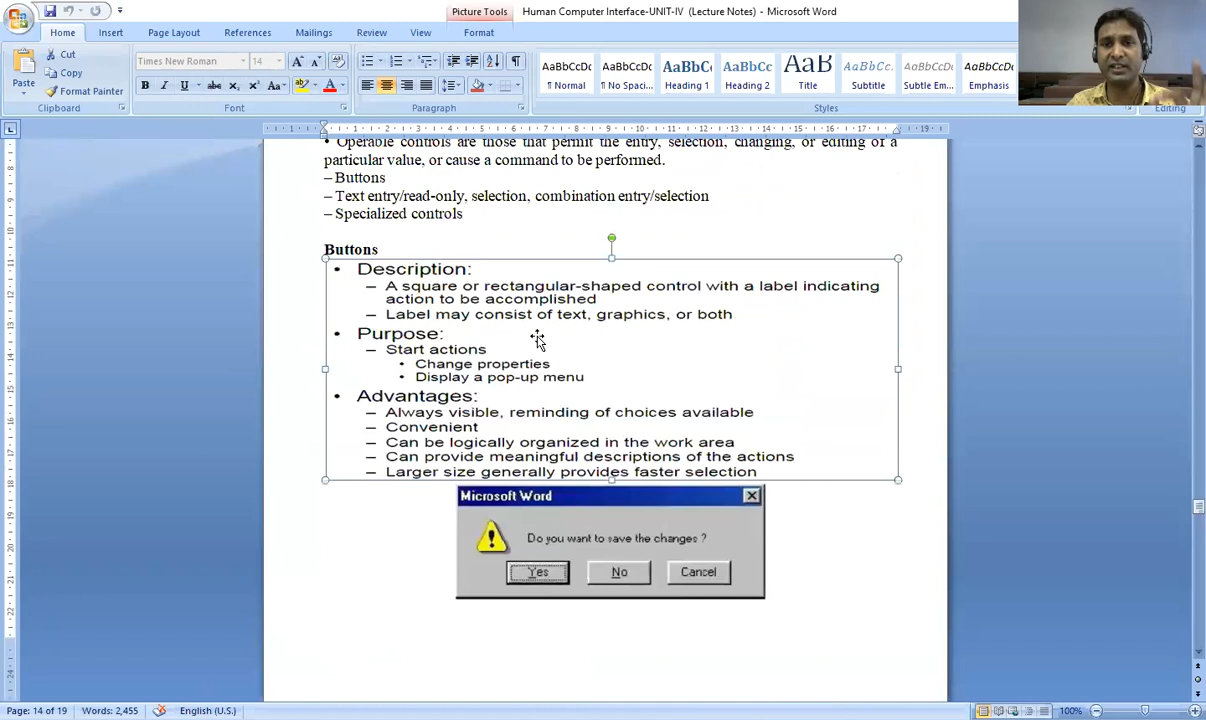 Picture Tools
Human Computer Interface-UNIT-IV (Lecture Notes) - Microsoft Word
Home Insert Page Layout References Mailings Review View Format
Paste
Cut
Copy
Format Painter
Times New Roman 14
B I U abc x₂ x² Aa
AaBbCcDc AaBbCcDc AaBbC AaBbCc AaB AaBbCcL AaBbCcDc AaBbCcDc
¶ Normal ¶ No Spaci... Heading 1 Heading 2 Title Subtitle Subtle Em... Emphasis
Clipboard Font Paragraph Styles Editing
• Operable controls are those that permit the entry, selection, changing, or editing of a
particular value, or cause a command to be performed.
– Buttons
– Text entry/read-only, selection, combination entry/selection
– Specialized controls
Buttons
• Description:
– A square or rectangular-shaped control with a label indicating
action to be accomplished
– Label may consist of text, graphics, or both
• Purpose:
– Start actions
• Change properties
• Display a pop-up menu
• Advantages:
– Always visible, reminding of choices available
– Convenient
– Can be logically organized in the work area
– Can provide meaningful descriptions of the actions
– Larger size generally provides faster selection
Microsoft Word
Do you want to save the changes ?
Yes No Cancel
Page: 14 of 19 Words: 2,455 English (U.S.) 100%